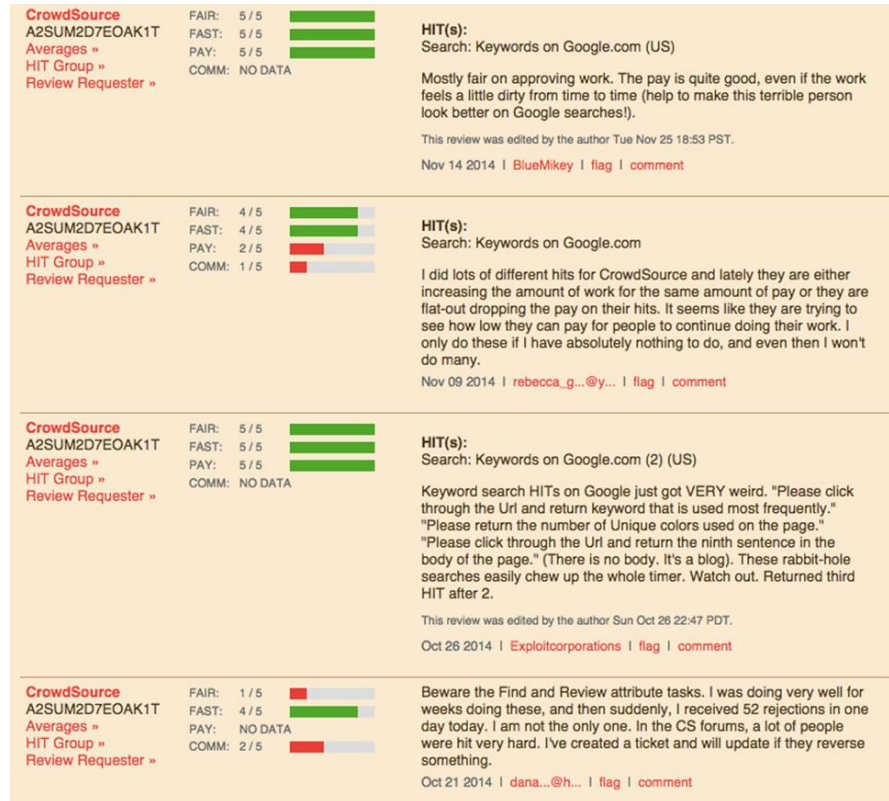 CrowdSource
A2SUM2D7EOAK1T
Averages »
HIT Group »
Review Requester »
FAIR: 5 / 5
FAST: 5 / 5
PAY: 5 / 5
COMM: NO DATA
HIT(s):
Search: Keywords on Google.com (US)
Mostly fair on approving work. The pay is quite good, even if the work
feels a little dirty from time to time (help to make this terrible person
look better on Google searches!).
This review was edited by the author Tue Nov 25 18:53 PST.
Nov 14 2014 | BlueMikey | flag | comment
CrowdSource
A2SUM2D7EOAK1T
Averages »
HIT Group »
Review Requester »
FAIR: 4 / 5
FAST: 4 / 5
PAY: 2 / 5
COMM: 1 / 5
HIT(s):
Search: Keywords on Google.com
I did lots of different hits for CrowdSource and lately they are either
increasing the amount of work for the same amount of pay or they are
flat-out dropping the pay on their hits. It seems like they are trying to
see how low they can pay for people to continue doing their work. I
only do these if I have absolutely nothing to do, and even then I won't
do many.
Nov 09 2014 | rebecca_g...@y... | flag | comment
CrowdSource
A2SUM2D7EOAK1T
Averages »
HIT Group »
Review Requester »
FAIR: 5 / 5
FAST: 5 / 5
PAY: 5 / 5
COMM: NO DATA
HIT(s):
Search: Keywords on Google.com (2) (US)
Keyword search HITs on Google just got VERY weird. "Please click
through the Url and return keyword that is used most frequently."
"Please return the number of Unique colors used on the page."
"Please click through the Url and return the ninth sentence in the
body of the page." (There is no body. It's a blog). These rabbit-hole
searches easily chew up the whole timer. Watch out. Returned third
HIT after 2.
This review was edited by the author Sun Oct 26 22:47 PDT.
Oct 26 2014 | Exploitcorporations | flag | comment
CrowdSource
A2SUM2D7EOAK1T
Averages »
HIT Group »
Review Requester »
FAIR: 1 / 5
FAST: 4 / 5
PAY: NO DATA
COMM: 2 / 5
Beware the Find and Review attribute tasks. I was doing very well for
weeks doing these, and then suddenly, I received 52 rejections in one
day today. I am not the only one. In the CS forums, a lot of people
were hit very hard. I've created a ticket and will update if they reverse
something.
Oct 21 2014 | dana...@h... | flag | comment